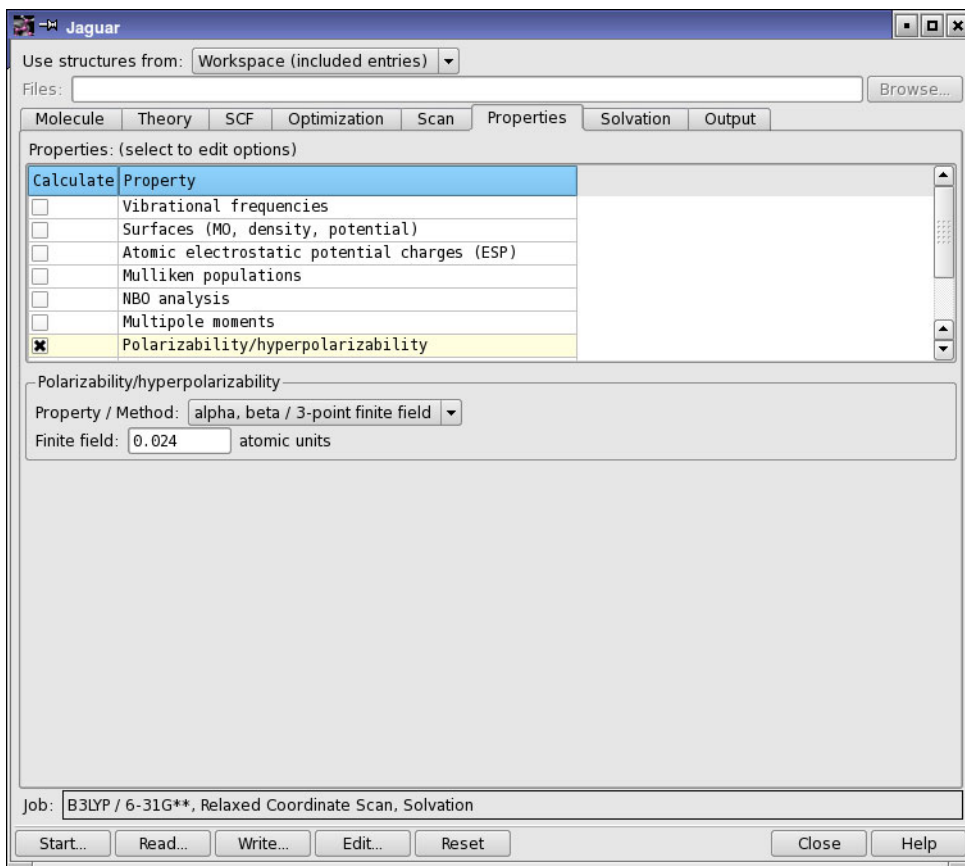 Jaguar
Use structures from: Workspace (included entries)
Files: Browse...
Molecule Theory SCF Optimization Scan Properties Solvation Output
Properties: (select to edit options)
Calculate Property
Vibrational frequencies
Surfaces (MO, density, potential)
Atomic electrostatic potential charges (ESP)
Mulliken populations
NBO analysis
Multipole moments
Polarizability/hyperpolarizability
Polarizability/hyperpolarizability
Property / Method: alpha, beta / 3-point finite field
Finite field: 0.024 atomic units
Job: B3LYP / 6-31G**, Relaxed Coordinate Scan, Solvation
Start... Read... Write... Edit... Reset Close Help